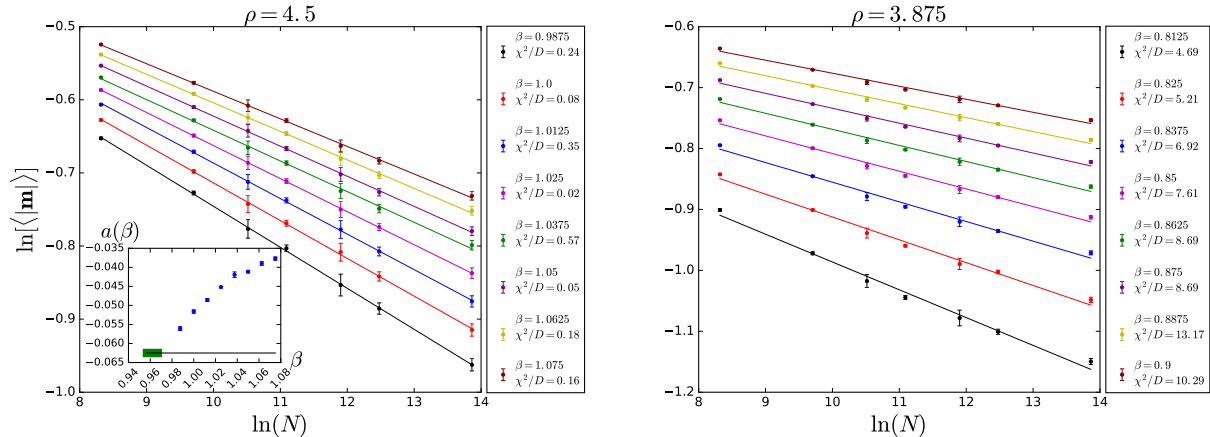 ρ = 4.5
ln[⟨|m|⟩]
−0.5
−0.6
−0.7
−0.8
−0.9
−1.0
8
9
10
11
12
13
14
ln(N)
a(β)
−0.035
−0.040
−0.045
−0.050
−0.055
−0.060
−0.065
0.94
0.96
0.98
1.00
1.02
1.04
1.06
1.08
β
β = 0.9875
χ²/D = 0.24
β = 1.0
χ²/D = 0.08
β = 1.0125
χ²/D = 0.35
β = 1.025
χ²/D = 0.02
β = 1.0375
χ²/D = 0.57
β = 1.05
χ²/D = 0.05
β = 1.0625
χ²/D = 0.18
β = 1.075
χ²/D = 0.16
ρ = 3.875
−0.6
−0.7
−0.8
−0.9
−1.0
−1.1
−1.2
8
9
10
11
12
13
14
ln(N)
β = 0.8125
χ²/D = 4.69
β = 0.825
χ²/D = 5.21
β = 0.8375
χ²/D = 6.92
β = 0.85
χ²/D = 7.61
β = 0.8625
χ²/D = 8.69
β = 0.875
χ²/D = 8.69
β = 0.8875
χ²/D = 13.17
β = 0.9
χ²/D = 10.29